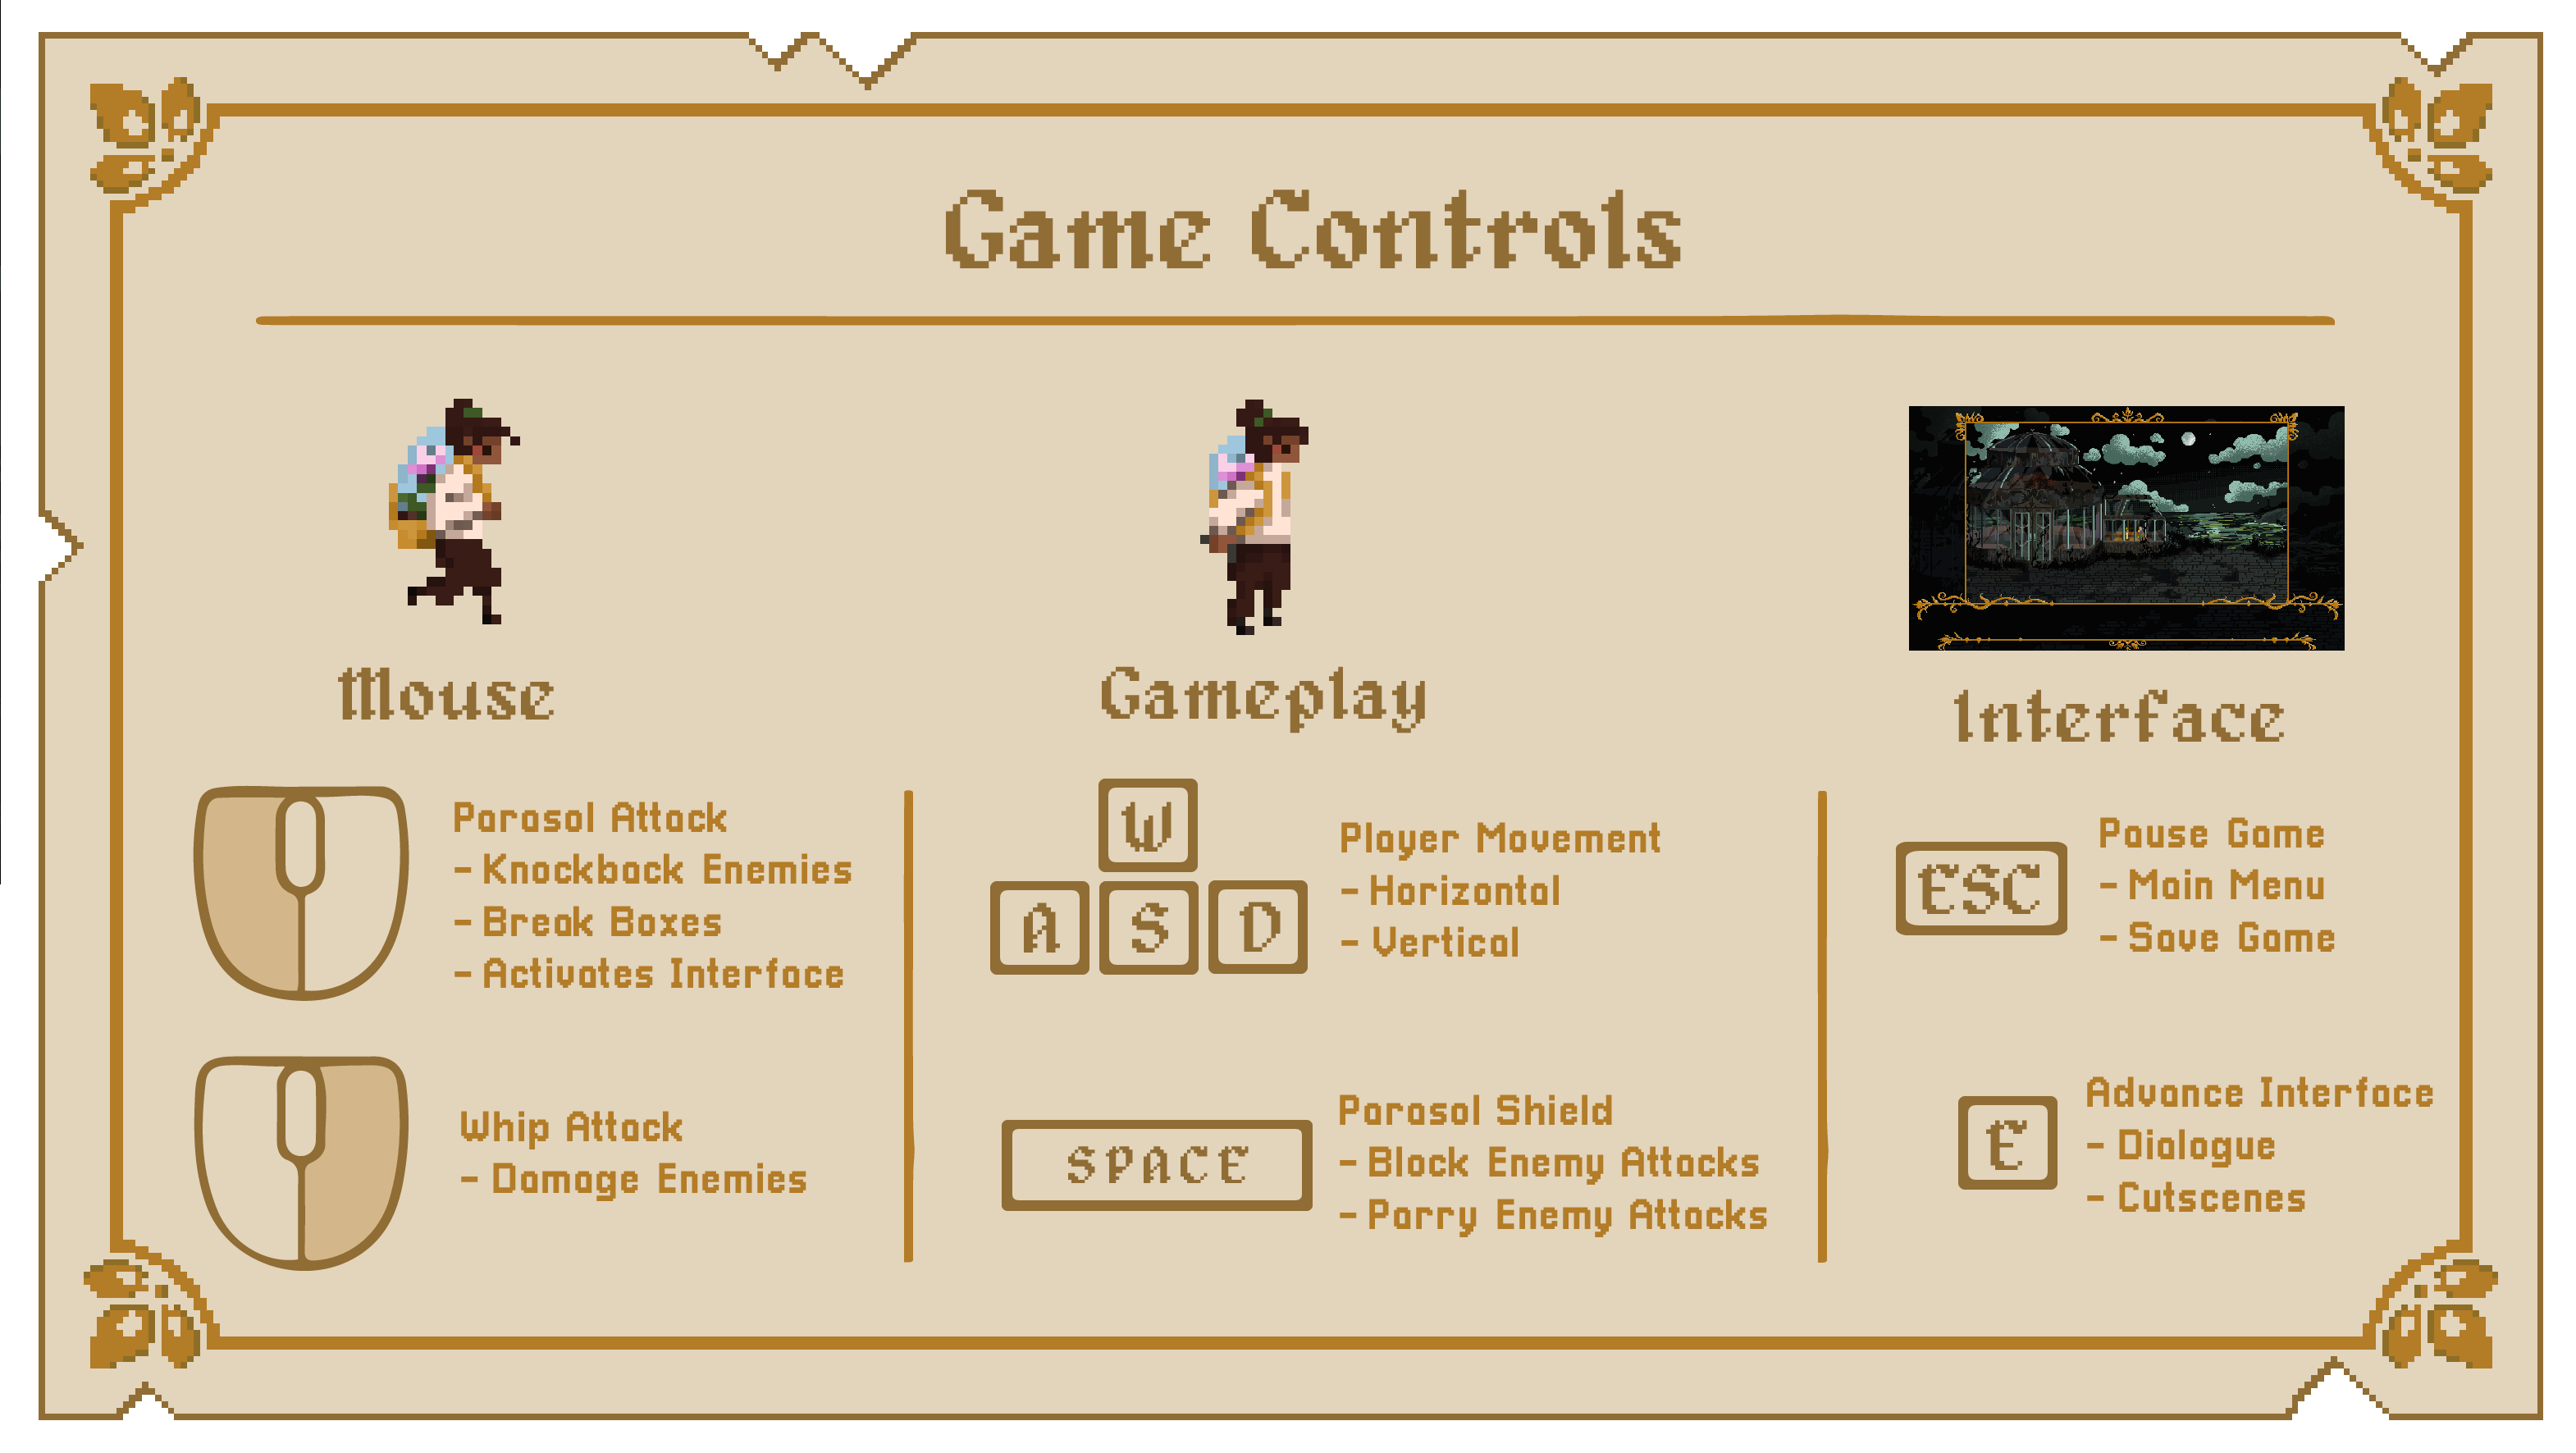 Game Controls
Mouse
Parasol Attack
- Knockback Enemies
- Break Boxes
- Activates Interface
Whip Attack
- Damage Enemies
Gameplay
W
A S D
Player Movement
- Horizontal
- Vertical
SPACE
Parasol Shield
- Block Enemy Attacks
- Parry Enemy Attacks
Interface
ESC
Pause Game
- Main Menu
- Save Game
E
Advance Interface
- Dialogue
- Cutscenes